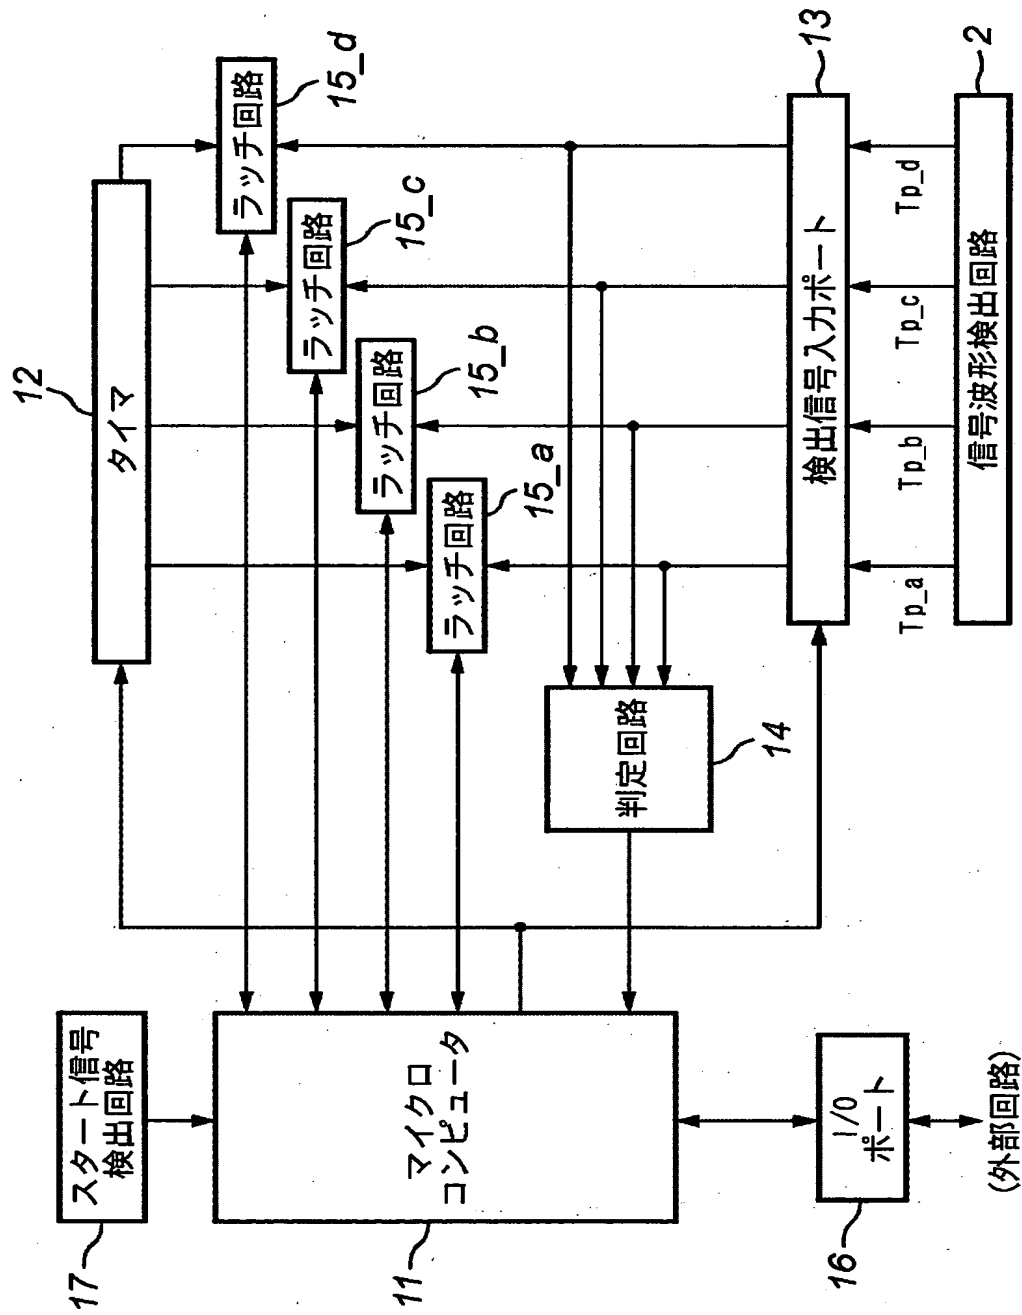 17
スタート信号
検出回路
11
マイクロ
コンピュータ
16
I/O
ポート
(外部回路)
12
タイマ
ラッチ回路
15_d
ラッチ回路
15_c
ラッチ回路
15_b
ラッチ回路
15_a
判定回路
14
検出信号入力ポート
13
Tp_a
Tp_b
Tp_c
Tp_d
信号波形検出回路
2